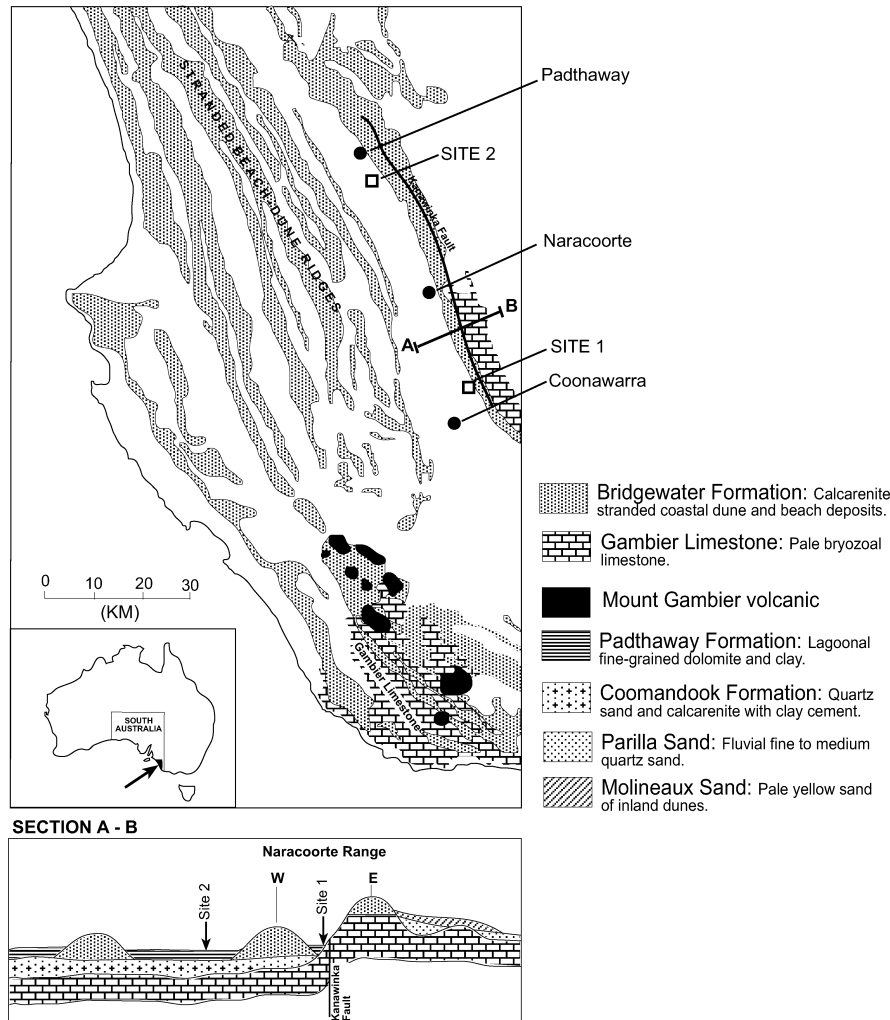 Padthaway
SITE 2
STRANDED BEACH-DUNE RIDGES
Kanawinka Fault
Naracoorte
B
A
SITE 1
Coonawarra
Bridgewater Formation: Calcarenite
stranded coastal dune and beach deposits.
Gambier Limestone: Pale bryozoal
limestone.
0 10 20 30
(KM)
Mount Gambier volcanic
Padthaway Formation: Lagoonal
fine-grained dolomite and clay.
Gambier Limestone
Coomandook Formation: Quartz
sand and calcarenite with clay cement.
SOUTH
AUSTRALIA
Parilla Sand: Fluvial fine to medium
quartz sand.
Molineaux Sand: Pale yellow sand
of inland dunes.
SECTION A - B
Naracoorte Range
W
E
Site 2
Site 1
Kanawinka
Fault